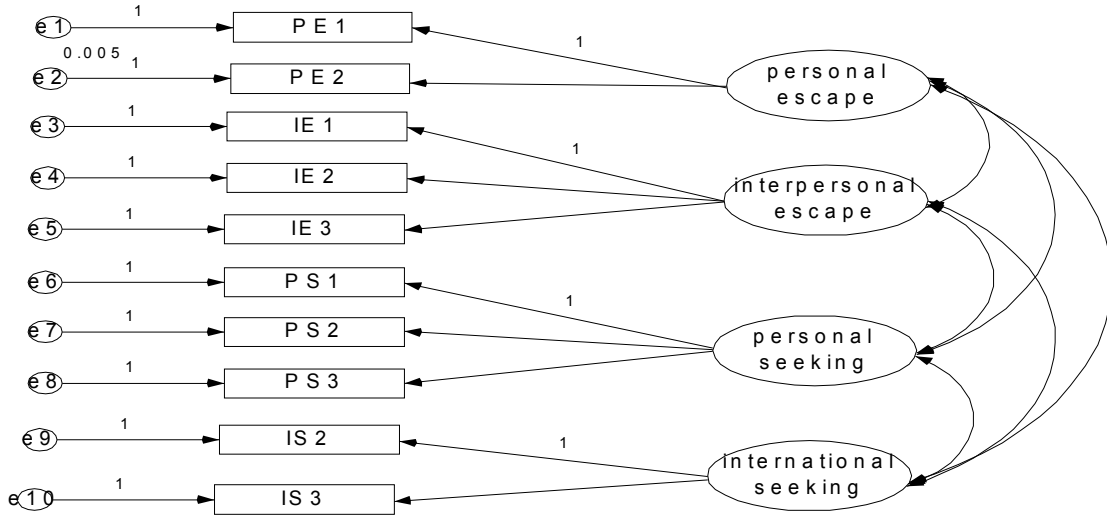 e1
1
PE1
1
0.005
e2
1
PE2
personal
escape
e3
1
IE1
1
e4
1
IE2
interpersonal
escape
e5
1
IE3
e6
1
PS1
1
e7
1
PS2
personal
seeking
e8
1
PS3
e9
1
IS2
1
international
seeking
e10
1
IS3